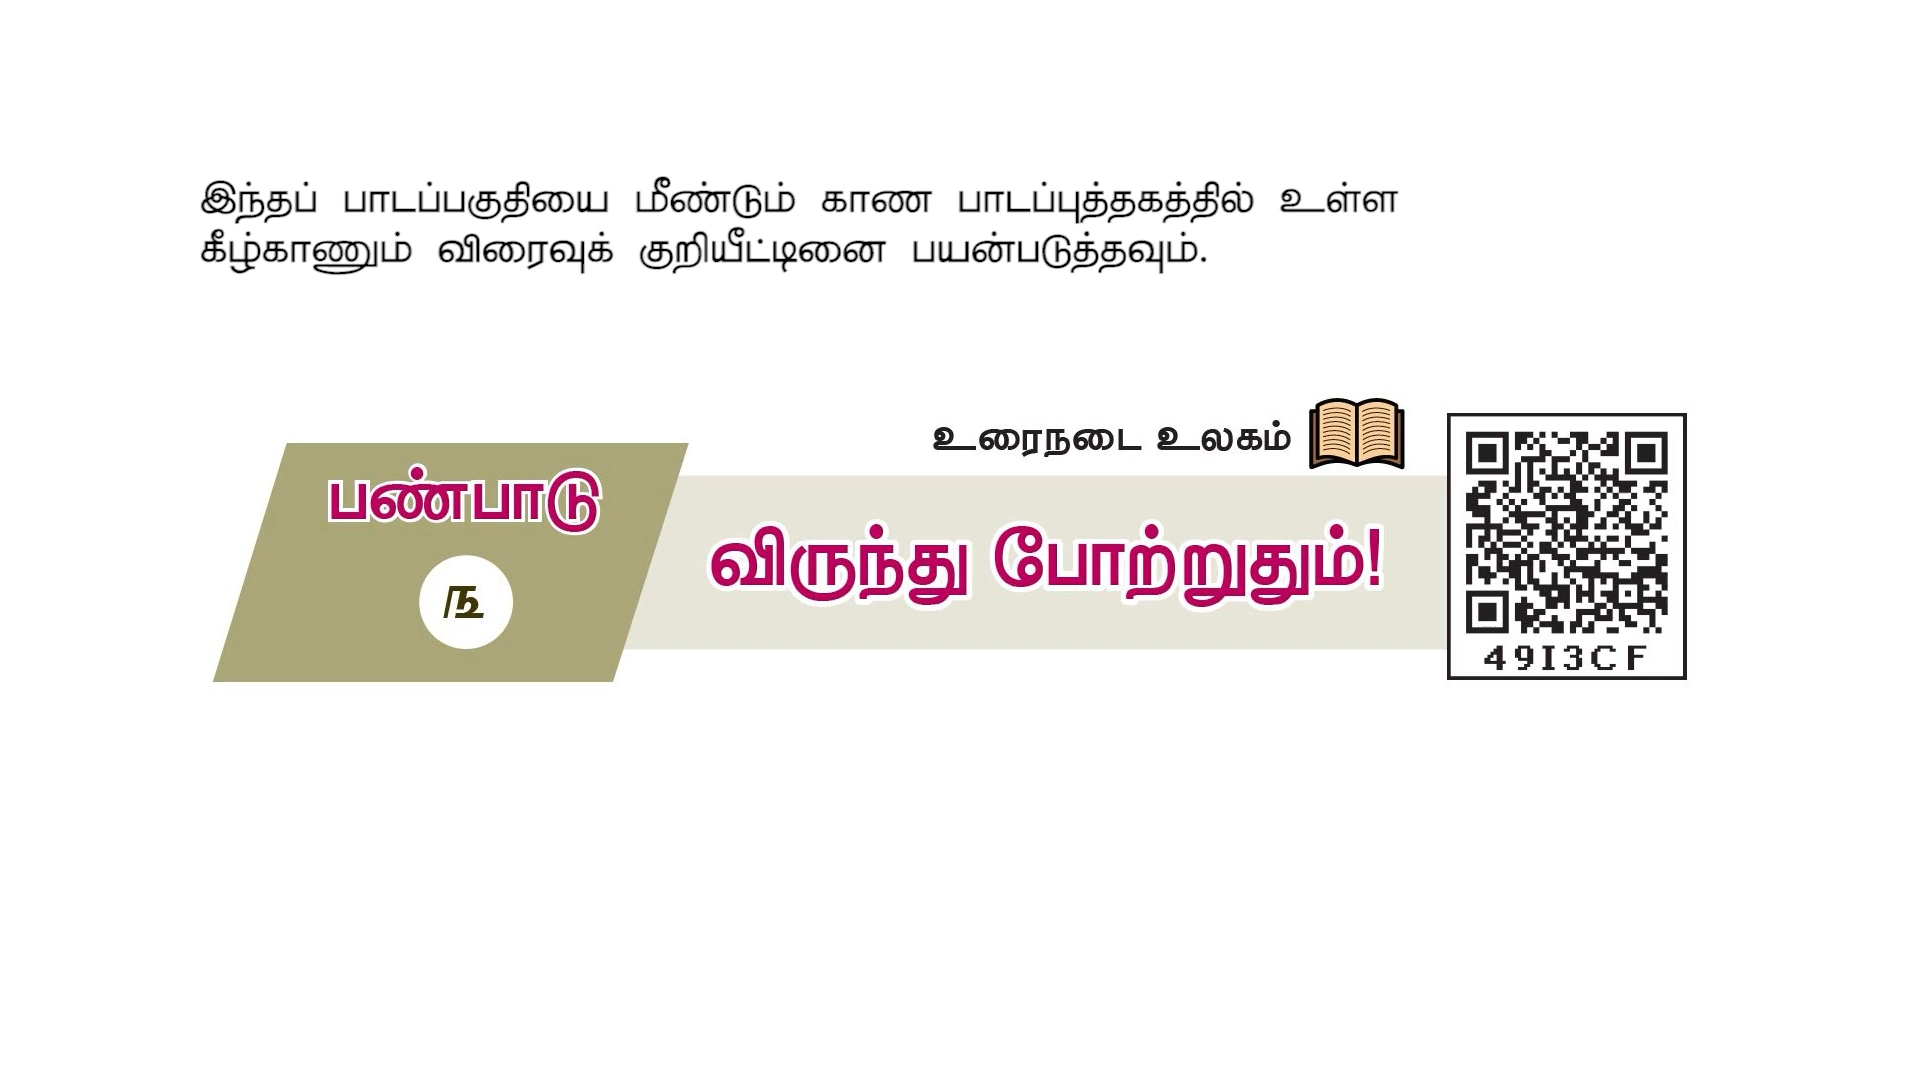 இந்தப் பாடப்பகுதியை மீண்டும் காண பாடப்புத்தகத்தில் உள்ள
கீழ்காணும் விரைவுக் குறியீட்டினை பயன்படுத்தவும்.
உரைநடை உலகம்
பண்பாடு
௩
விருந்து போற்றுதும்!
49I3CF